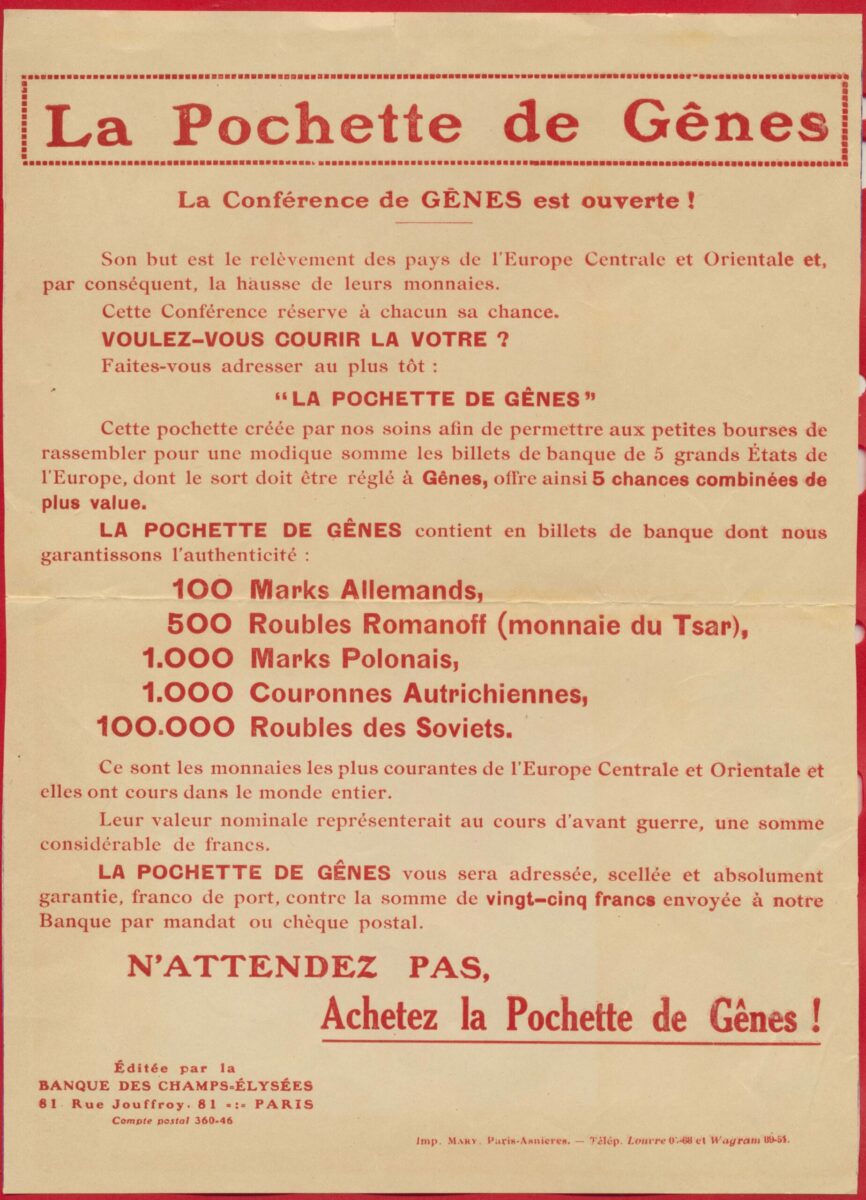 La Pochette de Gênes
La Conférence de GÊNES est ouverte !
Son but est le relèvement des pays de l'Europe Centrale et Orientale et,
par conséquent, la hausse de leurs monnaies.
Cette Conférence réserve à chacun sa chance.
VOULEZ-VOUS COURIR LA VOTRE ?
Faites-vous adresser au plus tôt :
"LA POCHETTE DE GÊNES"
Cette pochette créée par nos soins afin de permettre aux petites bourses de
rassembler pour une modique somme les billets de banque de 5 grands États de
l'Europe, dont le sort doit être réglé à Gênes, offre ainsi 5 chances combinées de
plus value.
LA POCHETTE DE GÊNES contient en billets de banque dont nous
garantissons l'authenticité :
100 Marks Allemands,
500 Roubles Romanoff (monnaie du Tsar),
1.000 Marks Polonais,
1.000 Couronnes Autrichiennes,
100.000 Roubles des Soviets.
Ce sont les monnaies les plus courantes de l'Europe Centrale et Orientale et
elles ont cours dans le monde entier.
Leur valeur nominale représenterait au cours d'avant guerre, une somme
considérable de francs.
LA POCHETTE DE GÊNES vous sera adressée, scellée et absolument
garantie, franco de port, contre la somme de vingt-cinq francs envoyée à notre
Banque par mandat ou chèque postal.
N'ATTENDEZ PAS,
Achetez la Pochette de Gênes !
Éditée par la
BANQUE DES CHAMPS-ÉLYSÉES
81 Rue Jouffroy, 81 -:- PARIS
Compte postal 360-46
Imp. MARY, Paris-Asnieres. — Télép. Louvre et Wagram